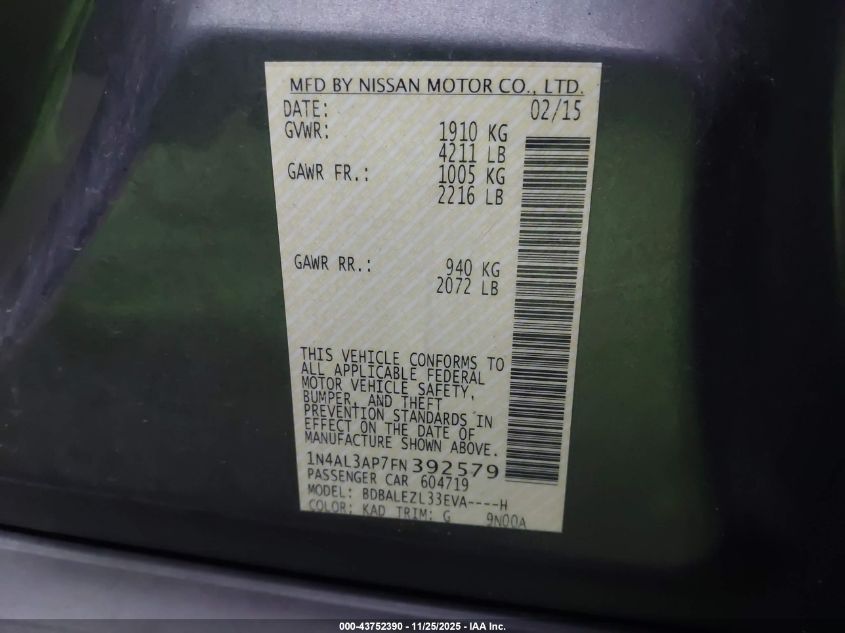 MFD BY NISSAN MOTOR CO., LTD.
DATE: 02/15
GVWR: 1910 KG
4211 LB
GAWR FR.: 1005 KG
2216 LB
GAWR RR.: 940 KG
2072 LB
THIS VEHICLE CONFORMS TO
ALL APPLICABLE FEDERAL
MOTOR VEHICLE SAFETY,
BUMPER, AND THEFT
PREVENTION STANDARDS IN
EFFECT ON THE DATE OF
MANUFACTURE SHOWN ABOVE.
1N4AL3AP7FN392579
PASSENGER CAR 604719
MODEL: BDBALEZL33EVA----H
COLOR: KAD TRIM: G 9N00A
000-43752390 - 11/25/2025 - IAA Inc.